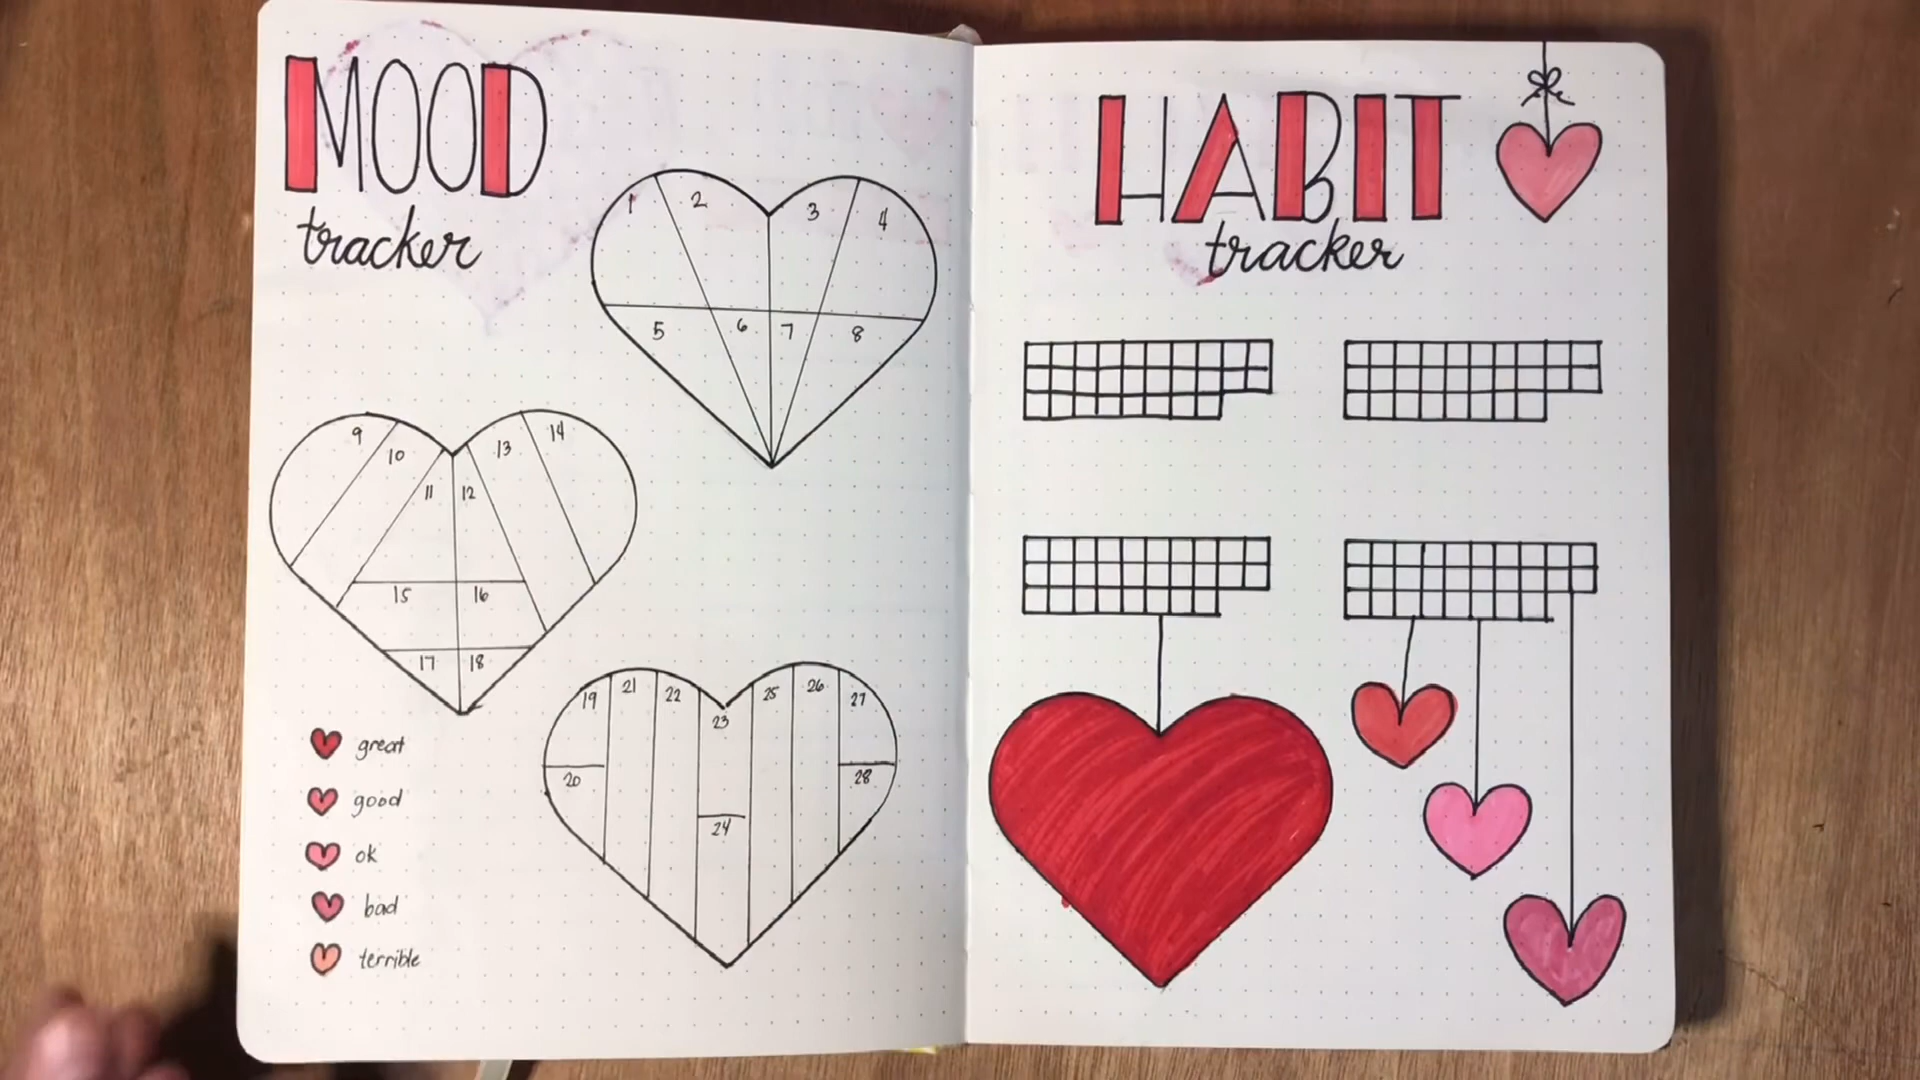 MOOD
tracker
1 2 3 4
5 6 7 8
9 10 11 12 13 14
15 16
17 18
19 21 22 23 25 26 27
20 24 28
great
good
ok
bad
terrible
HABIT
tracker